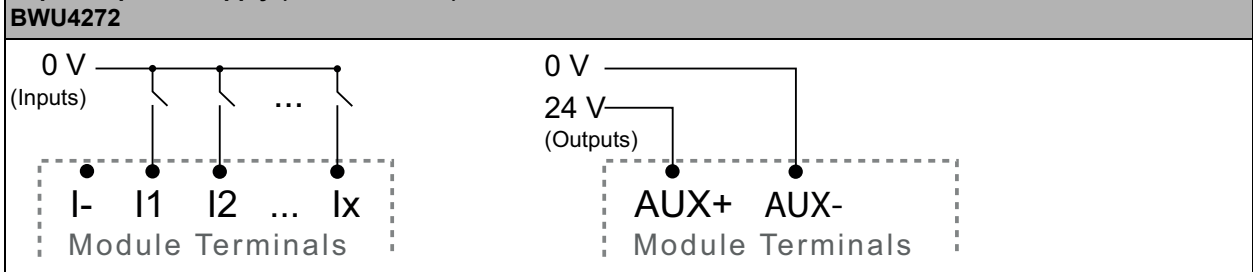 BWU4272
0 V
(Inputs)
...
I- I1 I2 ... Ix
Module Terminals
0 V
24 V
(Outputs)
AUX+ AUX-
Module Terminals